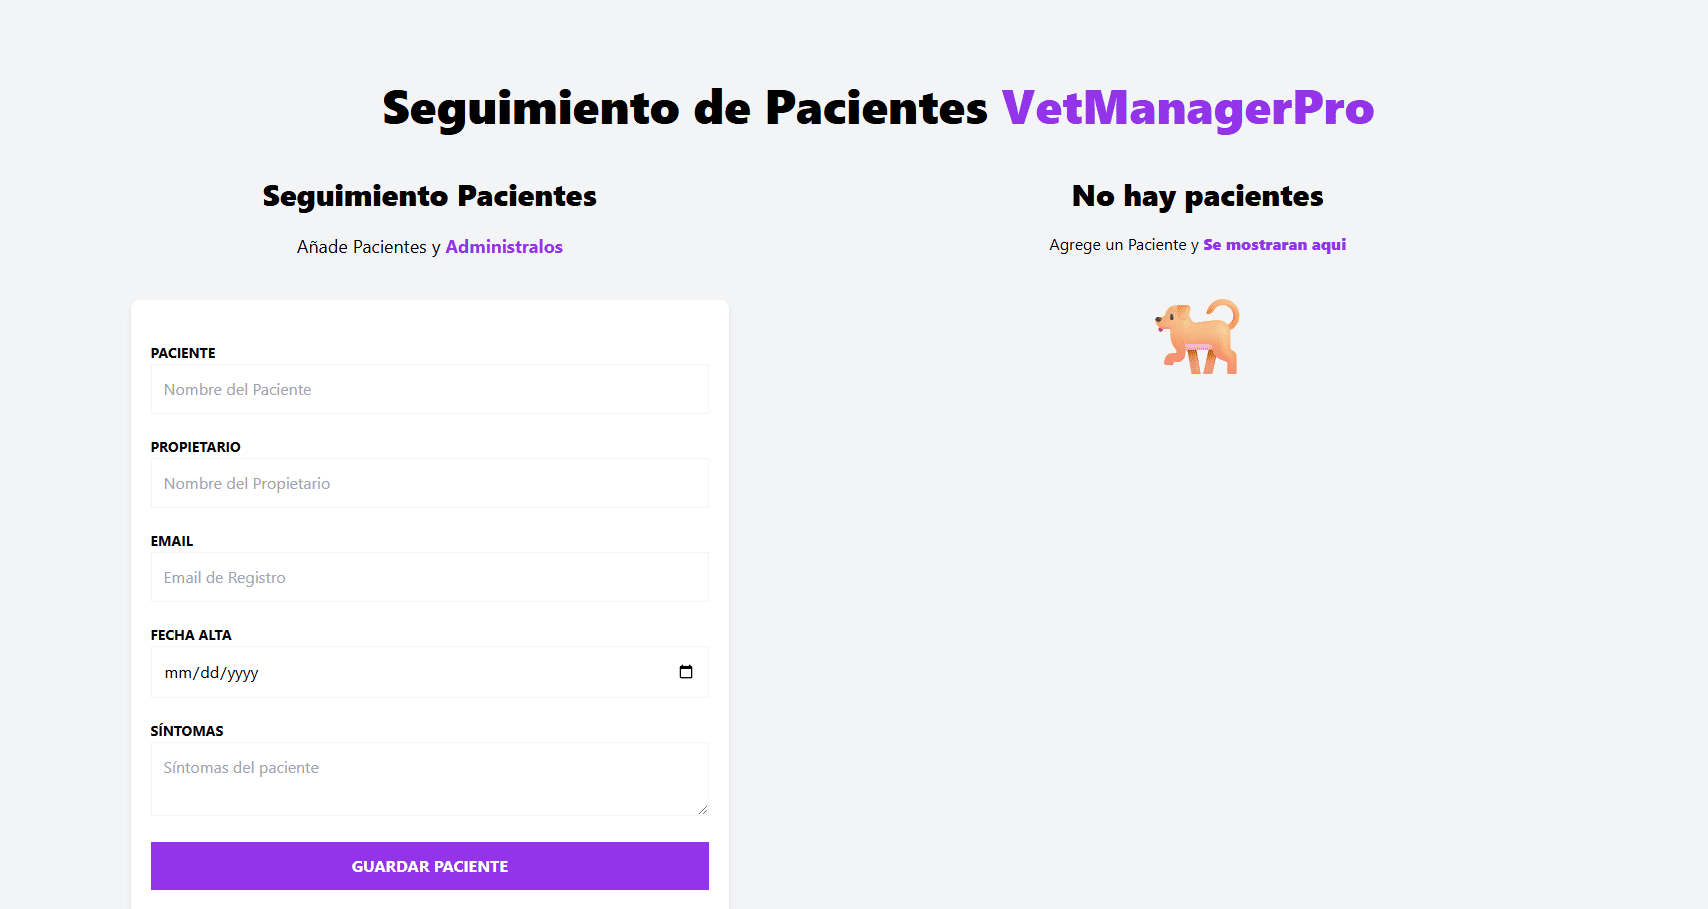 Seguimiento de Pacientes VetManagerPro
Seguimiento Pacientes
Añade Pacientes y Administralos
PACIENTE
Nombre del Paciente
PROPIETARIO
Nombre del Propietario
EMAIL
Email de Registro
FECHA ALTA
mm/dd/yyyy
SÍNTOMAS
Síntomas del paciente
GUARDAR PACIENTE
No hay pacientes
Agrege un Paciente y Se mostraran aqui